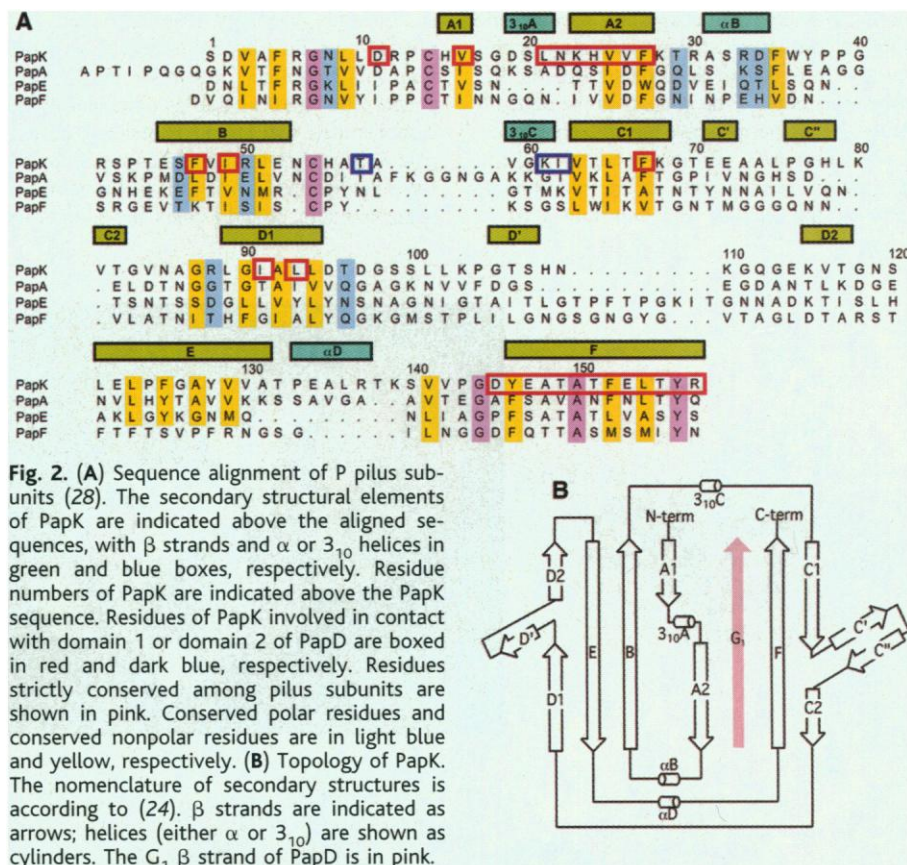 A
A1 3₁₀A A2 αB
1 10 20 30 40
PapK S D V A F R G N L L D R P C H V S G D S L N K H V V F K T R A S R D F W Y P P G
PapA A P T I P Q G Q G K V T F N G T V V D A P C S I S Q K S A D Q S I D F G Q L S . K S F L E A G G
PapE D N L T F R G K L I I P A C T V S N . . . T T V D W Q D V E I Q T L S Q N . .
PapF D V Q I N I R G N V Y I P P C T I N N G Q N . I V V D F G N I N P E H V D N . . .
B 3₁₀C C1 C' C"
50 60 70 80
PapK R S P T E S F V I R L E N C H A T A . . . . . . . V G K I V T L T F K G T E E A A L P G H L K
PapA V S K P M D L D I E L V N C D I T A F K G G N G A K K G T V K L A F T G P I V N G H S D . .
PapE G N H E K E F T V N M R C P Y N L . . . . . . . G T M K V T I T A T N T Y N N A I L V Q N .
PapF S R G E V T K T I S I S C P Y . . . . . . . . K S G S L W I K V T G N T M G G G Q N N .
C2 D1 D' D2
90 100 110 120
PapK V T G V N A G R L G I A L L D T D G S S L L K P G T S H N . . . . . . K G Q G E K V T G N S
PapA . E L D T N G G T G T A I V V Q G A G K N V V F D G S . . . . . . . . E G D A N T L K D G E
PapE T S N T S S D G L L V Y L Y N S N A G N I G T A I T L G T P F T P G K I T G N N A D K T I S L H
PapF . V L A T N I T H F G I A L Y Q G K G M S T P L I L G N G S G N G Y G . V T A G L D T A R S T
E αD F
130 140 150
PapK L E L P F G A Y V V A T P E A L R T K S V V P G D Y E A T A T F E L T Y R
PapA N V L H Y T A V V K K S S A V G A . . A V T E G A F S A V A N F N L T Y Q
PapE A K L G Y K G N M Q . . . . . . . . N L I A G P F S A T A T L V A S Y S
PapF F T F T S V P F R N G S G . . . . . I L N G G D F Q T T A S M S M I Y N
Fig. 2. (A) Sequence alignment of P pilus sub-
units (28). The secondary structural elements
of PapK are indicated above the aligned se-
quences, with β strands and α or 3₁₀ helices in
green and blue boxes, respectively. Residue
numbers of PapK are indicated above the PapK
sequence. Residues of PapK involved in contact
with domain 1 or domain 2 of PapD are boxed
in red and dark blue, respectively. Residues
strictly conserved among pilus subunits are
shown in pink. Conserved polar residues and
conserved nonpolar residues are in light blue
and yellow, respectively. (B) Topology of PapK.
The nomenclature of secondary structures is
according to (24). β strands are indicated as
arrows; helices (either α or 3₁₀) are shown as
cylinders. The G₁ β strand of PapD is in pink.
B
3₁₀C
N-term C-term
D2 A1 C1
D' 3₁₀A C' C"
E B G₁ F
D1 A2 C2
αB
αD